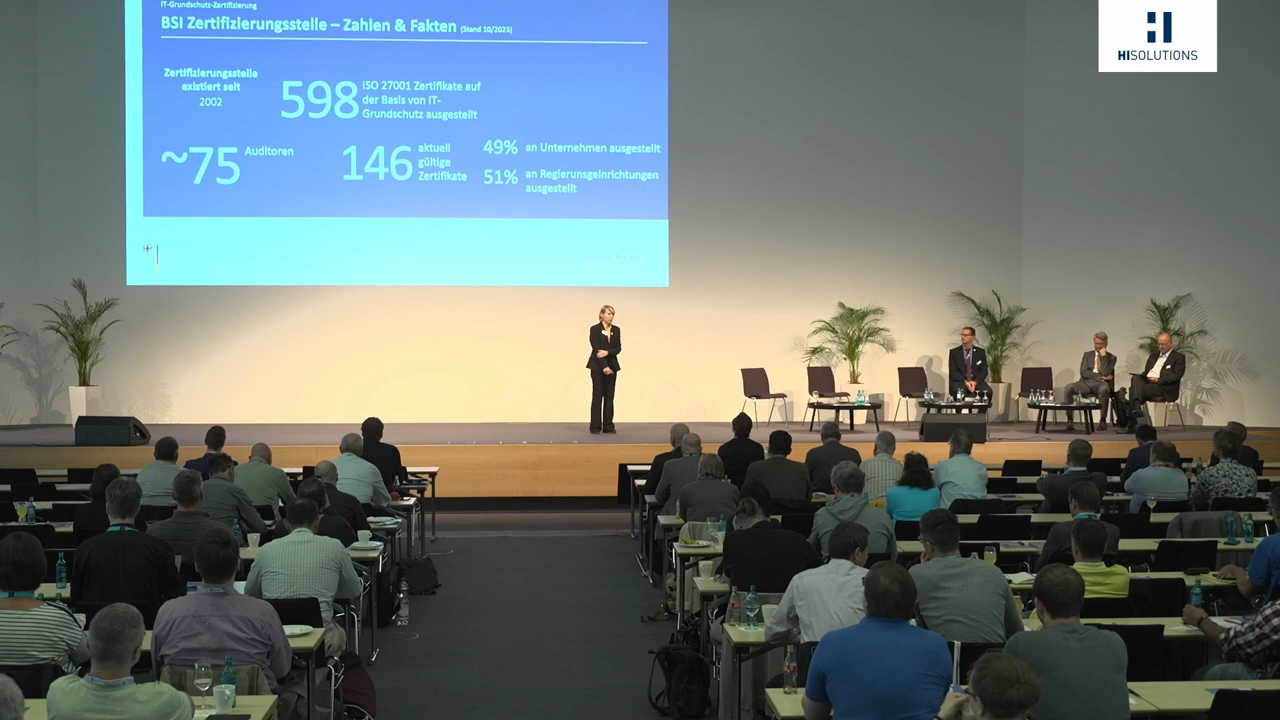 IT-Grundschutz-Zertifizierung
BSI Zertifizierungsstelle – Zahlen & Fakten (Stand 10/2023)
Zertifizierungsstelle
existiert seit
2002
598
ISO 27001 Zertifikate auf
der Basis von IT-
Grundschutz ausgestellt
~75
Auditoren
146
aktuell
gültige
Zertifikate
49% an Unternehmen ausgestellt
51% an Regierunsgeinrichtungen
ausgestellt
HISOLUTIONS